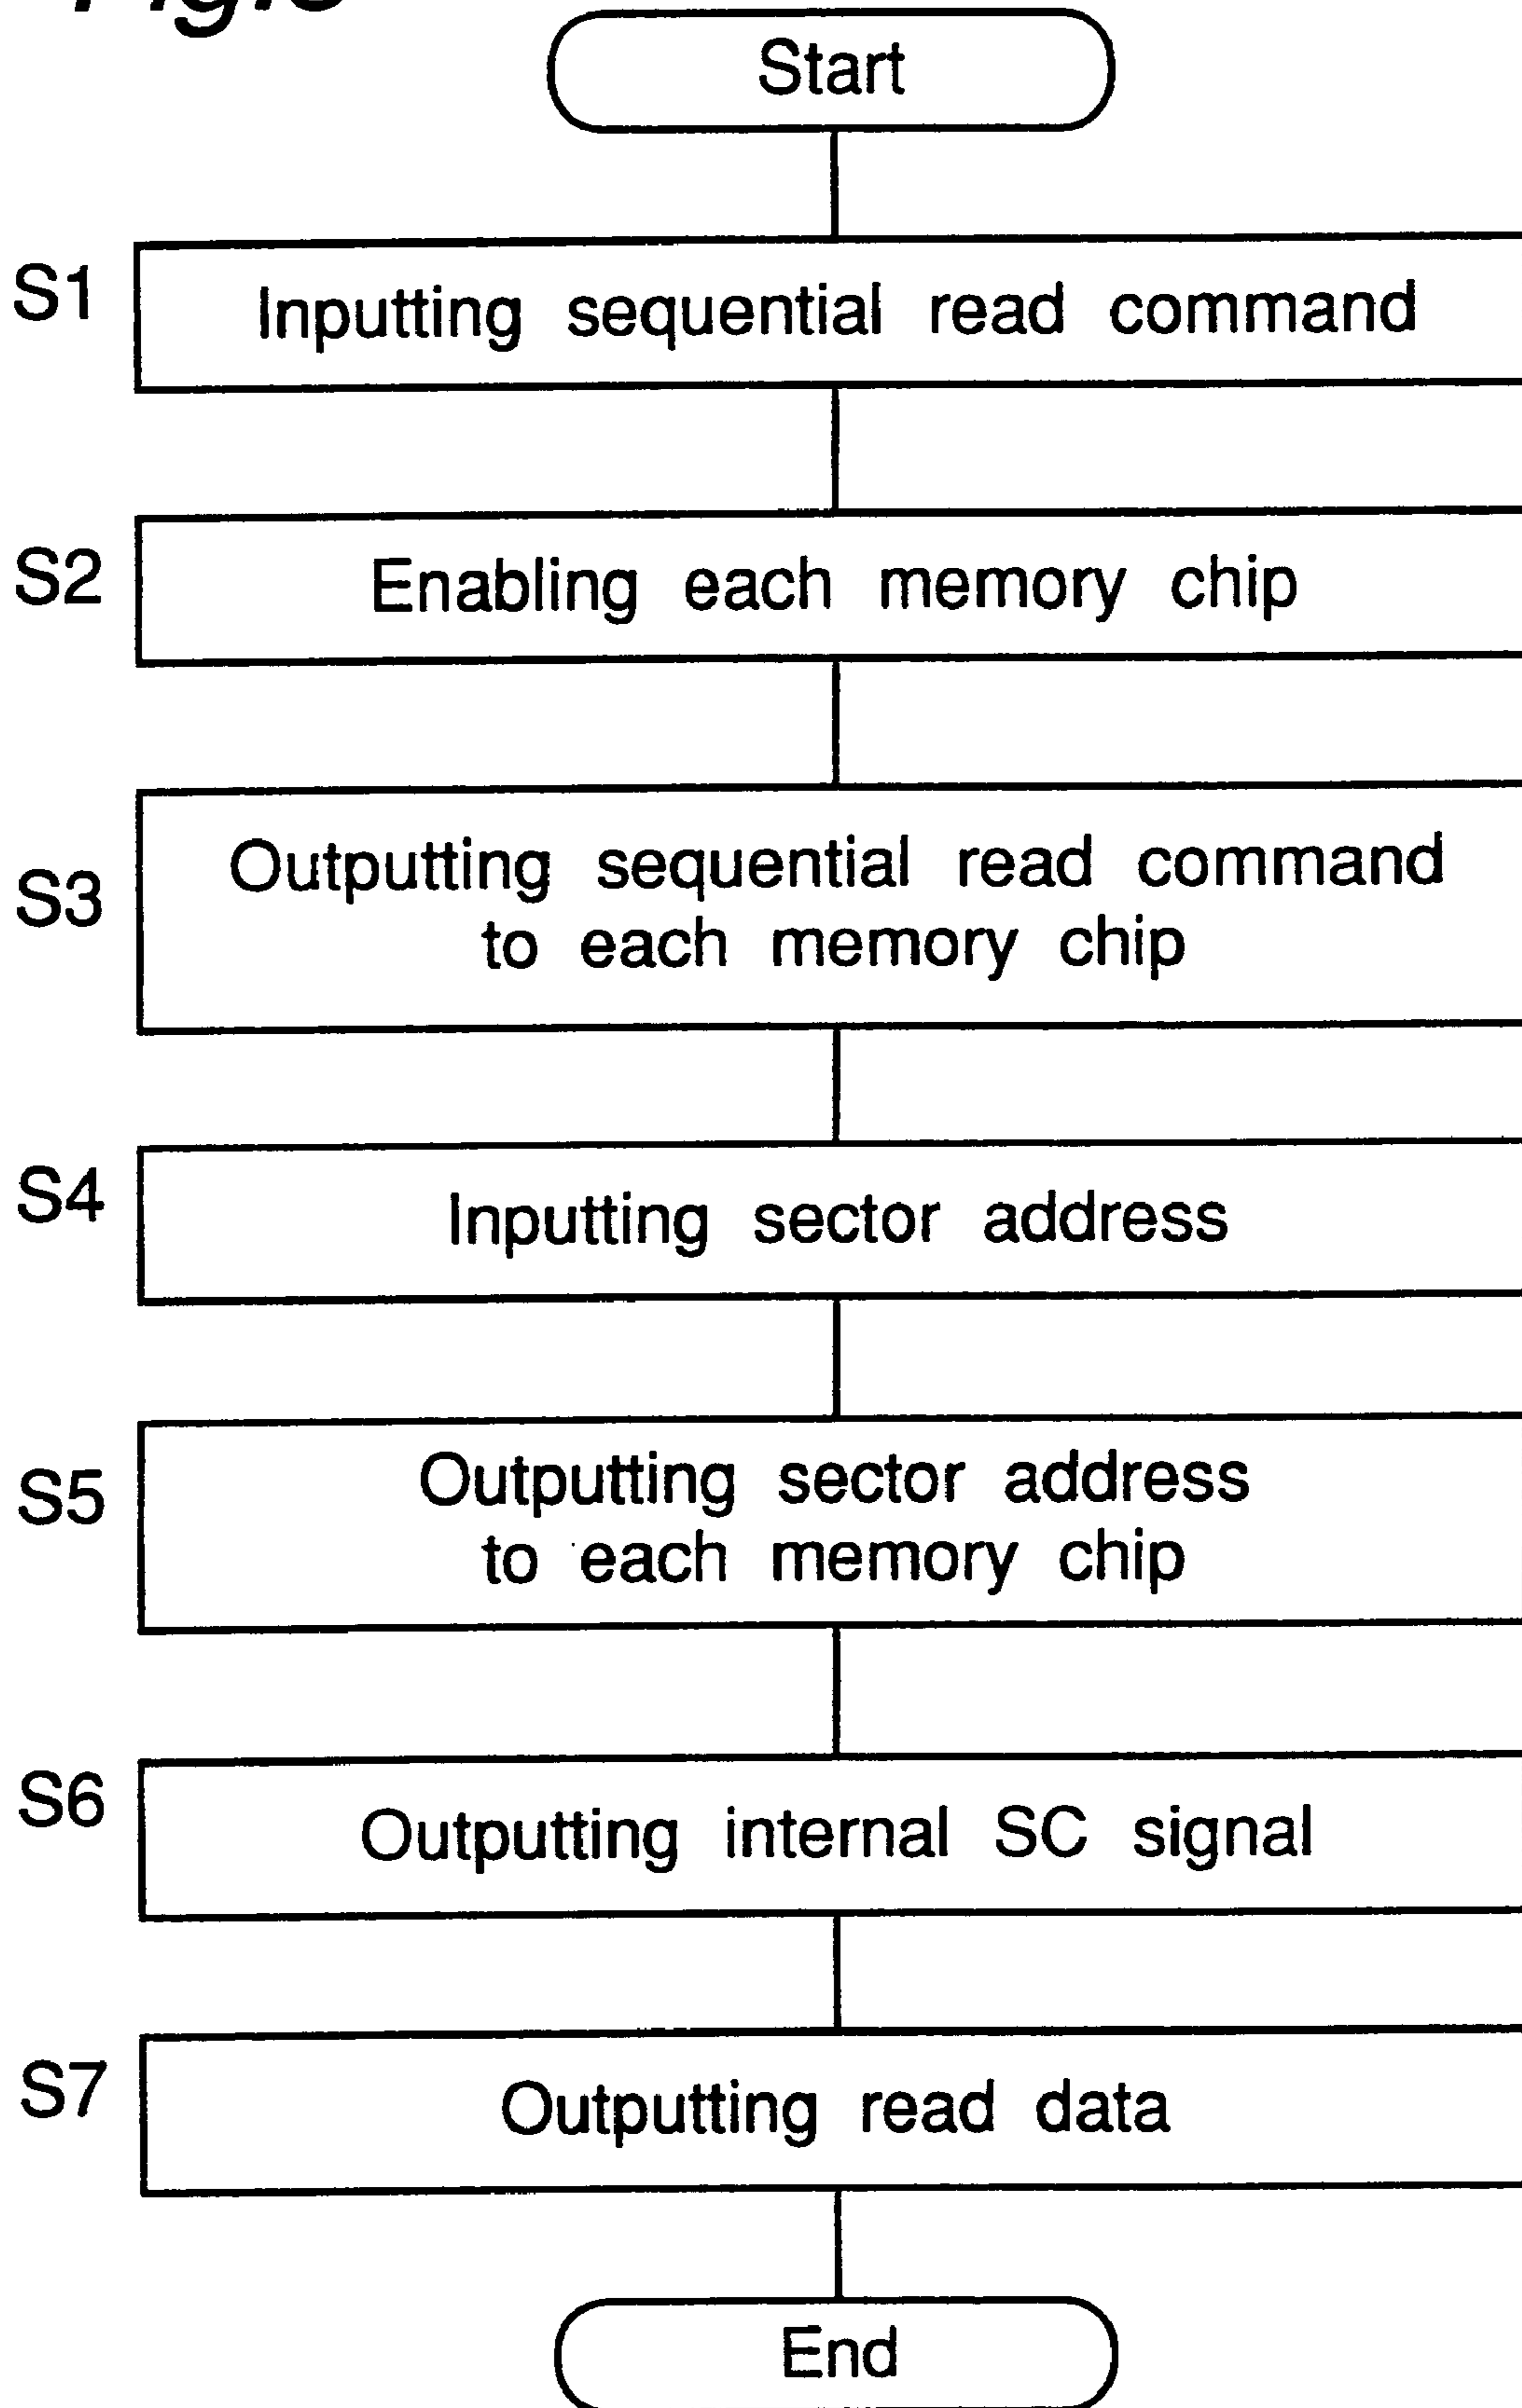 Start
S1 Inputting sequential read command
S2 Enabling each memory chip
S3 Outputting sequential read command
to each memory chip
S4 Inputting sector address
S5 Outputting sector address
to each memory chip
S6 Outputting internal SC signal
S7 Outputting read data
End